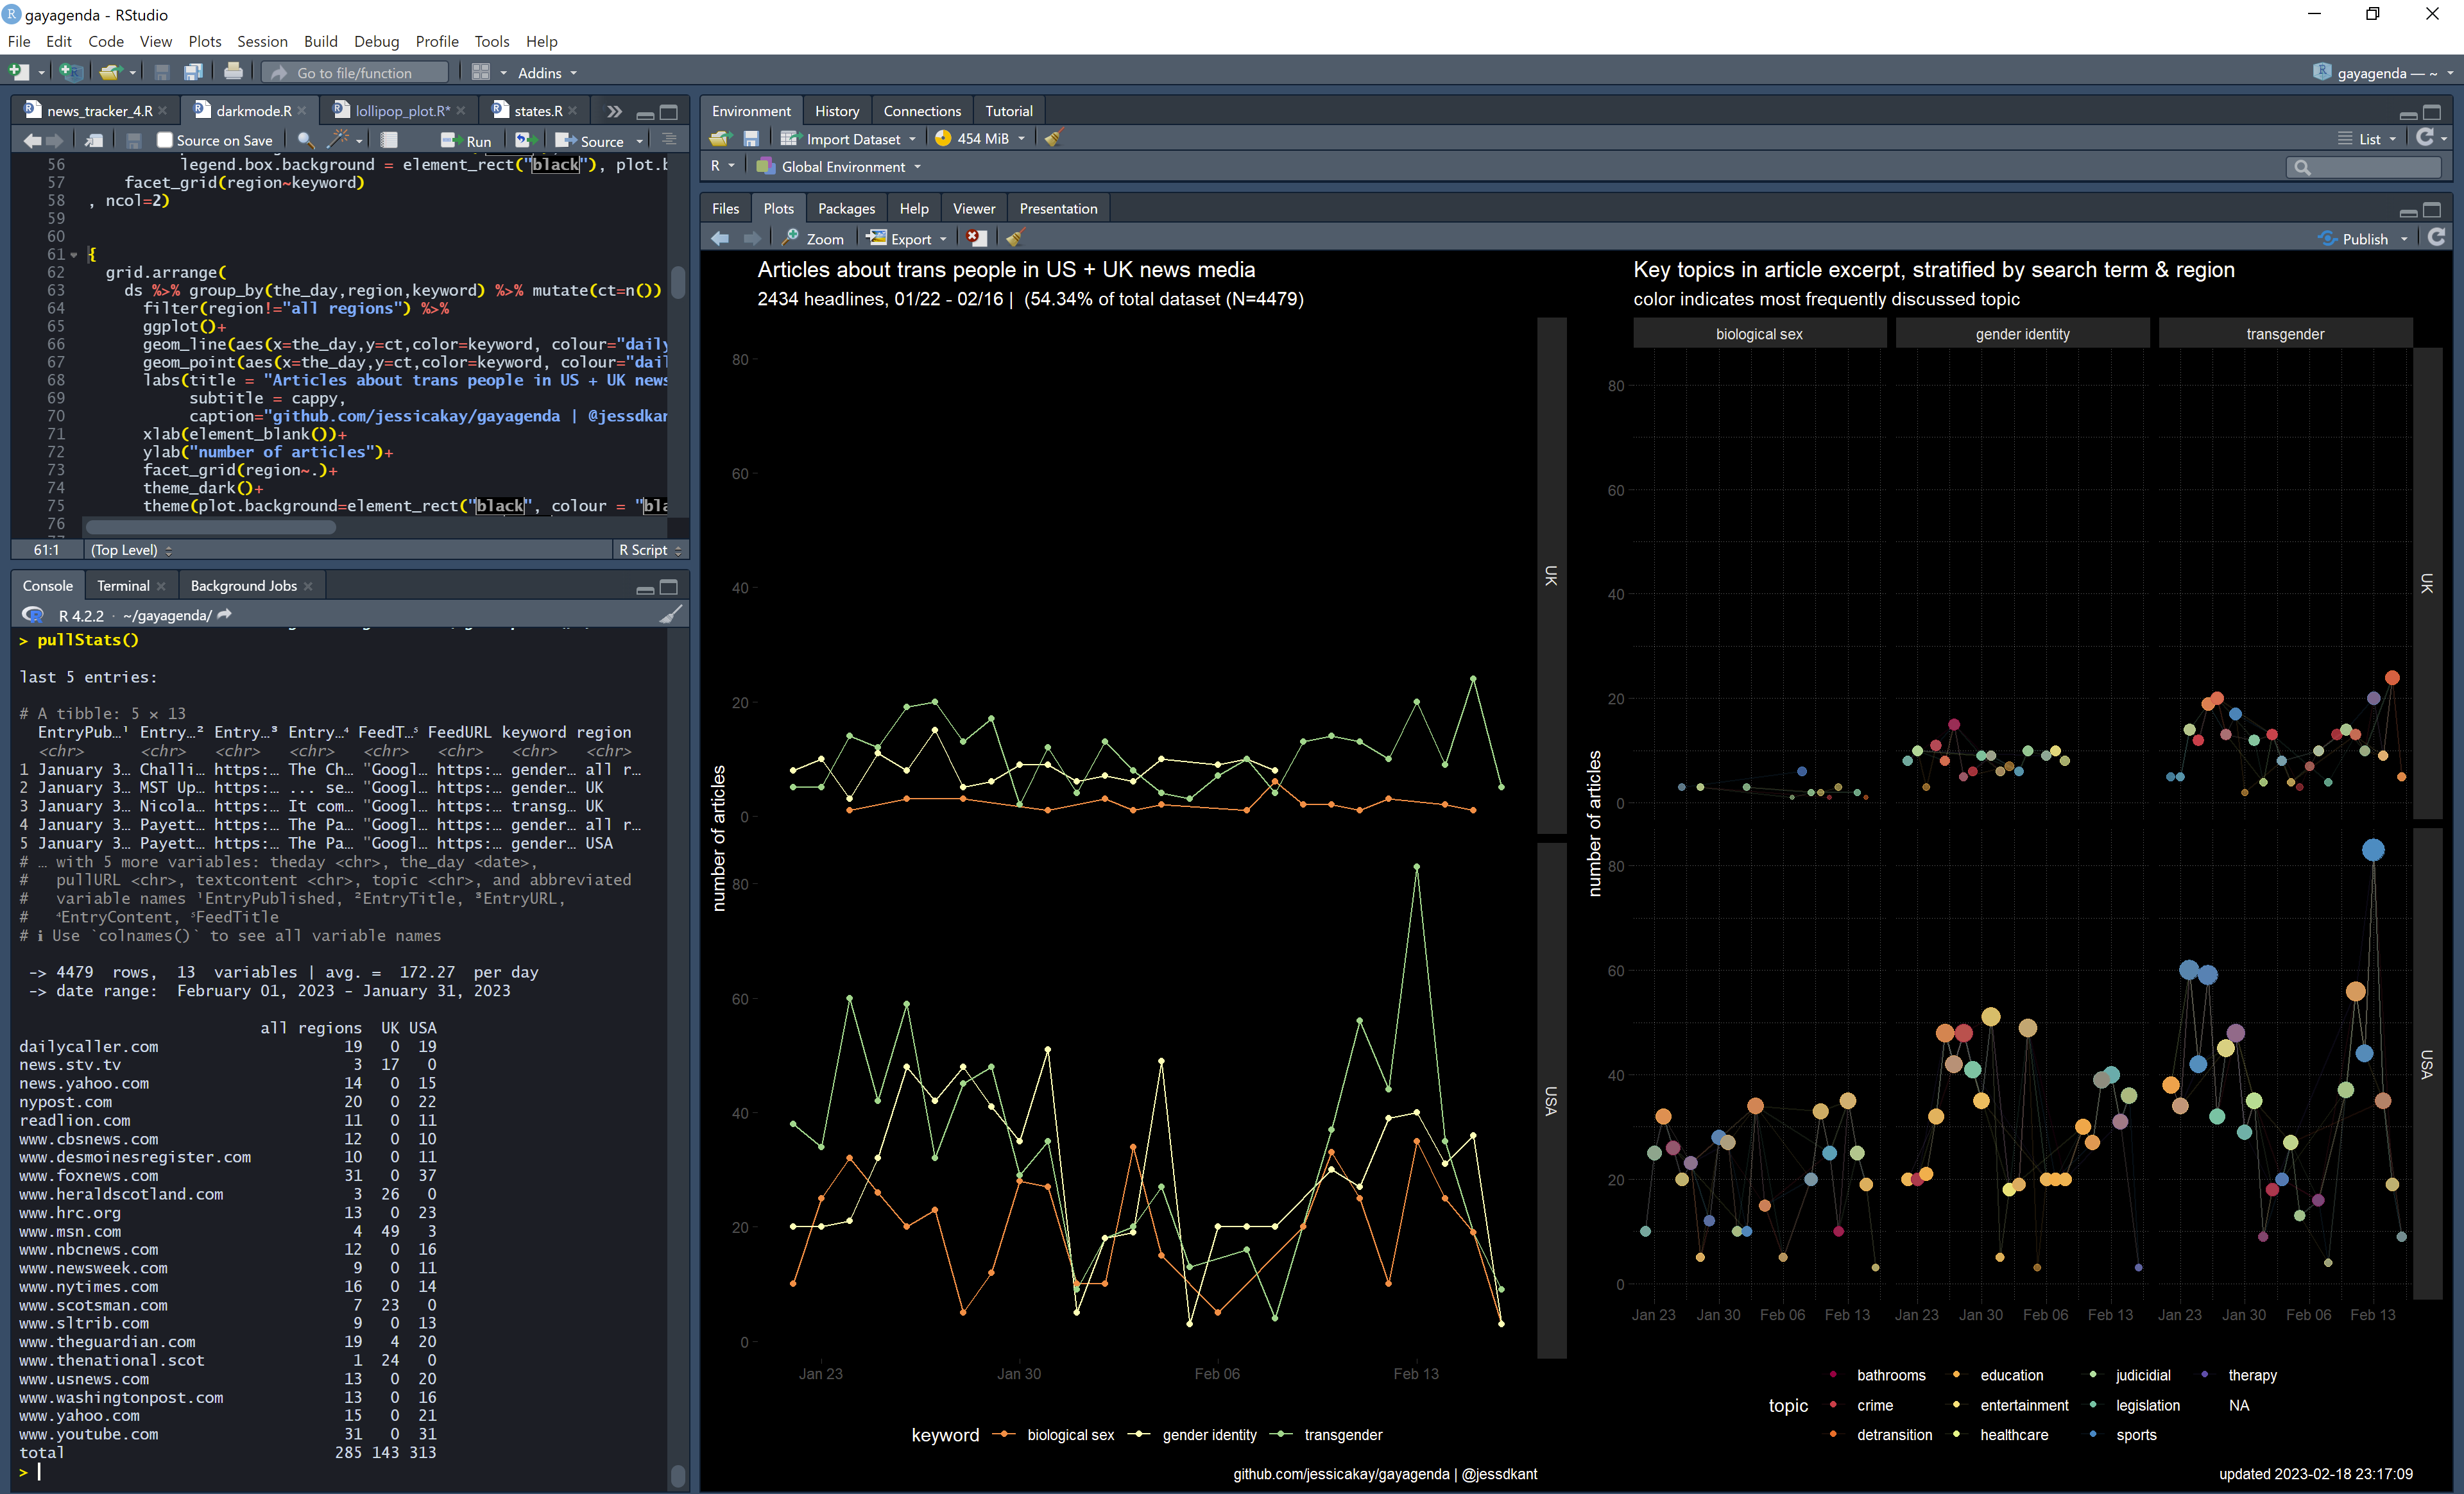 gayagenda - RStudio
File Edit Code View Plots Session Build Debug Profile Tools Help
Go to file/function Addins gayagenda — ~
news_tracker_4.R darkmode.R lollipop_plot.R* states.R
Source on Save Run Source
56 legend.box.background = element_rect("black"), plot.b
57 facet_grid(region~keyword)
58 , ncol=2)
59
60
61 {
62 grid.arrange(
63 ds %>% group_by(the_day,region,keyword) %>% mutate(ct=n())
64 filter(region!="all regions") %>%
65 ggplot()+
66 geom_line(aes(x=the_day,y=ct,color=keyword, colour="daily
67 geom_point(aes(x=the_day,y=ct,color=keyword, colour="dail
68 labs(title = "Articles about trans people in US + UK news
69 subtitle = cappy,
70 caption="github.com/jessicakay/gayagenda | @jessdkan
71 xlab(element_blank())+
72 ylab("number of articles")+
73 facet_grid(region~.)+
74 theme_dark()+
75 theme(plot.background=element_rect("black", colour = "bla
76
61:1 (Top Level) R Script
Console Terminal Background Jobs
R 4.2.2 · ~/gayagenda/
> pullStats()
last 5 entries:
# A tibble: 5 × 13
EntryPub…¹ Entry…² Entry…³ Entry…⁴ FeedT…⁵ FeedURL keyword region
<chr> <chr> <chr> <chr> <chr> <chr> <chr> <chr>
1 January 3… Challi… https:… The Ch… "Googl… https:… gender… all r…
2 January 3… MST Up… https:… ... se… "Googl… https:… gender… UK
3 January 3… Nicola… https:… It com… "Googl… https:… transg… UK
4 January 3… Payett… https:… The Pa… "Googl… https:… gender… all r…
5 January 3… Payett… https:… The Pa… "Googl… https:… gender… USA
# … with 5 more variables: theday <chr>, the_day <date>,
# pullURL <chr>, textcontent <chr>, topic <chr>, and abbreviated
# variable names ¹EntryPublished, ²EntryTitle, ³EntryURL,
# ⁴EntryContent, ⁵FeedTitle
# ℹ Use `colnames()` to see all variable names
-> 4479 rows, 13 variables | avg. = 172.27 per day
-> date range: February 01, 2023 - January 31, 2023
all regions UK USA
dailycaller.com 19 0 19
news.stv.tv 3 17 0
news.yahoo.com 14 0 15
nypost.com 20 0 22
readlion.com 11 0 11
www.cbsnews.com 12 0 10
www.desmoinesregister.com 10 0 11
www.foxnews.com 31 0 37
www.heraldscotland.com 3 26 0
www.hrc.org 13 0 23
www.msn.com 4 49 3
www.nbcnews.com 12 0 16
www.newsweek.com 9 0 11
www.nytimes.com 16 0 14
www.scotsman.com 7 23 0
www.sltrib.com 9 0 13
www.theguardian.com 19 4 20
www.thenational.scot 1 24 0
www.usnews.com 13 0 20
www.washingtonpost.com 13 0 16
www.yahoo.com 15 0 21
www.youtube.com 31 0 31
total 285 143 313
>
Environment History Connections Tutorial
Import Dataset 454 MiB List
R Global Environment
Files Plots Packages Help Viewer Presentation
Zoom Export Publish
Articles about trans people in US + UK news media
2434 headlines, 01/22 - 02/16 | (54.34% of total dataset (N=4479)
number of articles
80
60
40
20
0
UK
80
60
40
20
0
USA
Jan 23 Jan 30 Feb 06 Feb 13
keyword biological sex gender identity transgender
github.com/jessicakay/gayagenda | @jessdkant
Key topics in article excerpt, stratified by search term & region
color indicates most frequently discussed topic
biological sex gender identity transgender
number of articles
80
60
40
20
0
UK
80
60
40
20
0
USA
Jan 23 Jan 30 Feb 06 Feb 13 Jan 23 Jan 30 Feb 06 Feb 13 Jan 23 Jan 30 Feb 06 Feb 13
topic
bathrooms education judicidial therapy
crime entertainment legislation NA
detransition healthcare sports
updated 2023-02-18 23:17:09